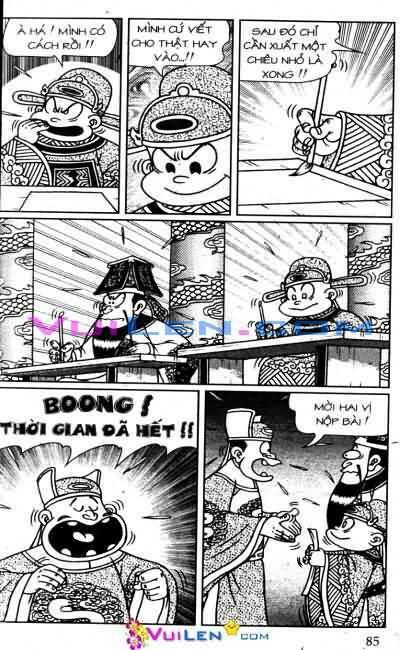 À HÁ! MÌNH CÓ
CÁCH RỒI!!
MÌNH CỨ VIẾT
CHO THẬT HAY
VÀO...!!
SAU ĐÓ CHỈ
CẦN XUẤT MỘT
CHIÊU NHỎ LÀ
XONG!!
VUILEN.COM
BOONG!
THỜI GIAN ĐÃ HẾT!!
MỜI HAI VỊ
NỘP BÀI!
85
VUILEN.COM